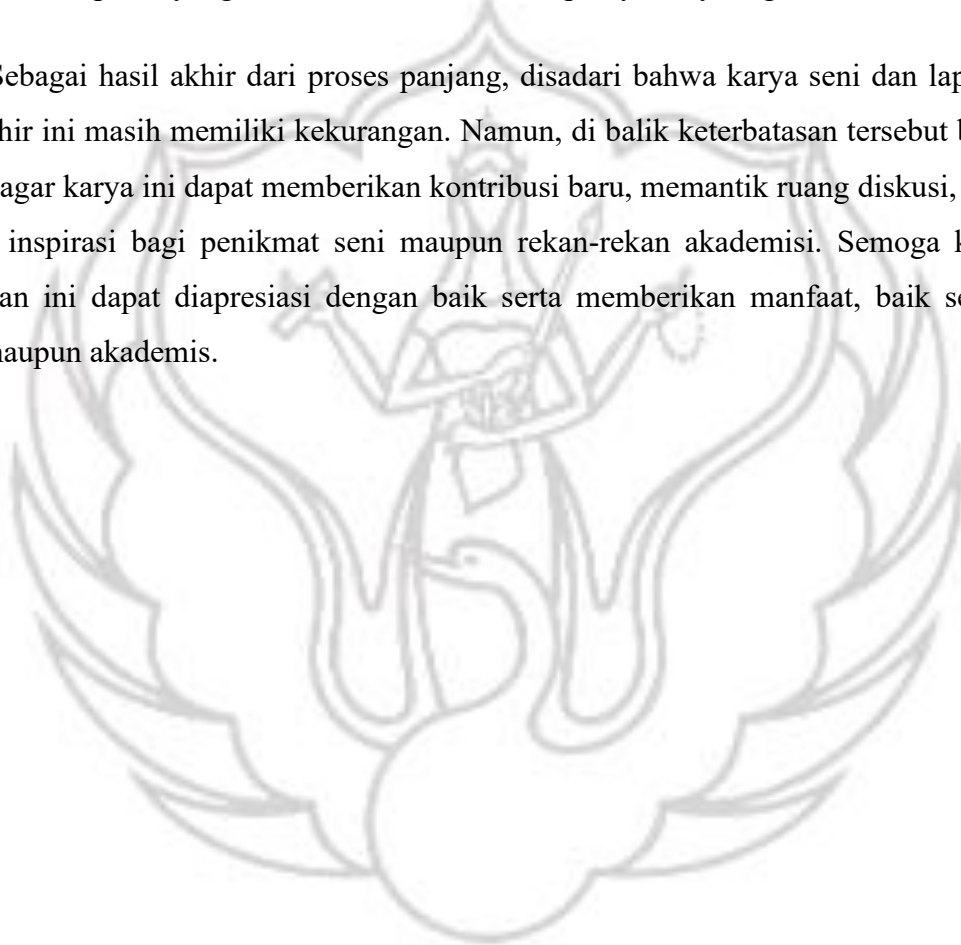 Sebagai hasil akhir dari proses panjang, disadari bahwa karya seni dan lap
hir ini masih memiliki kekurangan. Namun, di balik keterbatasan tersebut b
agar karya ini dapat memberikan kontribusi baru, memantik ruang diskusi,
inspirasi bagi penikmat seni maupun rekan-rekan akademisi. Semoga k
an ini dapat diapresiasi dengan baik serta memberikan manfaat, baik se
naupun akademis.